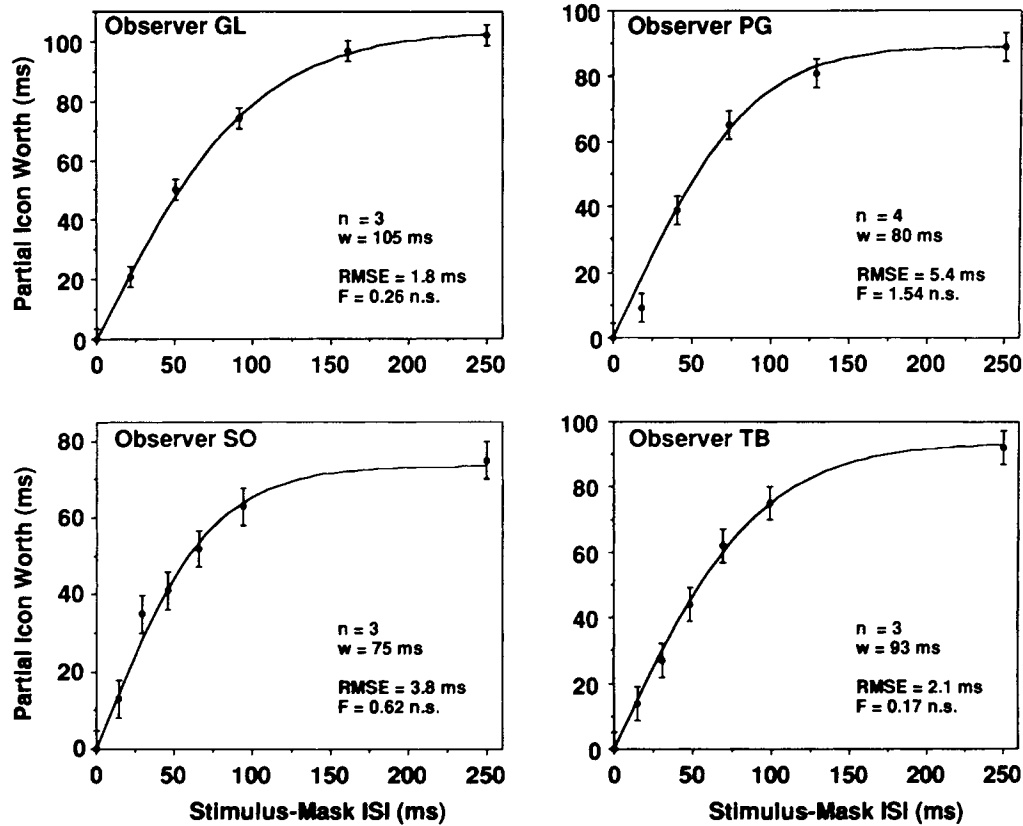 Observer GL
Partial Icon Worth (ms)
100
80
60
40
20
0
n = 3
w = 105 ms
RMSE = 1.8 ms
F = 0.26 n.s.
0 50 100 150 200 250
Observer PG
100
80
60
40
20
0
n = 4
w = 80 ms
RMSE = 5.4 ms
F = 1.54 n.s.
0 50 100 150 200 250
Observer SO
Partial Icon Worth (ms)
80
60
40
20
0
n = 3
w = 75 ms
RMSE = 3.8 ms
F = 0.62 n.s.
0 50 100 150 200 250
Stimulus-Mask ISI (ms)
Observer TB
100
80
60
40
20
0
n = 3
w = 93 ms
RMSE = 2.1 ms
F = 0.17 n.s.
0 50 100 150 200 250
Stimulus-Mask ISI (ms)